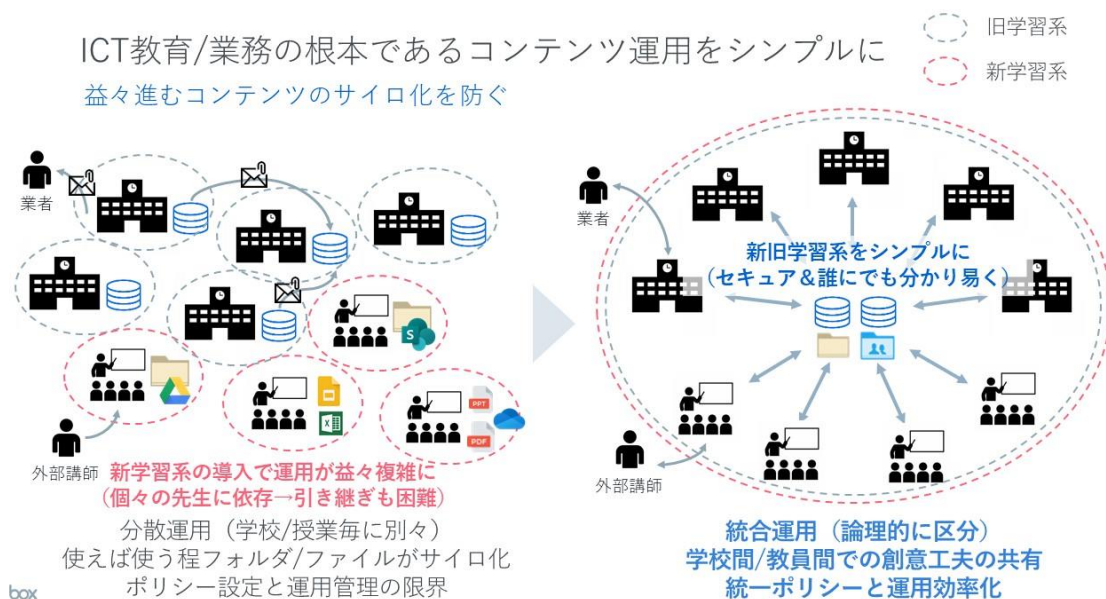 ICT教育/業務の根本であるコンテンツ運用をシンプルに
益々進むコンテンツのサイロ化を防ぐ
旧学習系
新学習系
業者
外部講師
S
PPT
PDF
新学習系の導入で運用が益々複雑に
（個々の先生に依存→引き継ぎも困難）
分散運用（学校/授業毎に別々）
使えば使う程フォルダ/ファイルがサイロ化
ポリシー設定と運用管理の限界
業者
新旧学習系をシンプルに
（セキュア＆誰にでも分かり易く）
外部講師
統合運用（論理的に区分）
学校間/教員間での創意工夫の共有
統一ポリシーと運用効率化
box